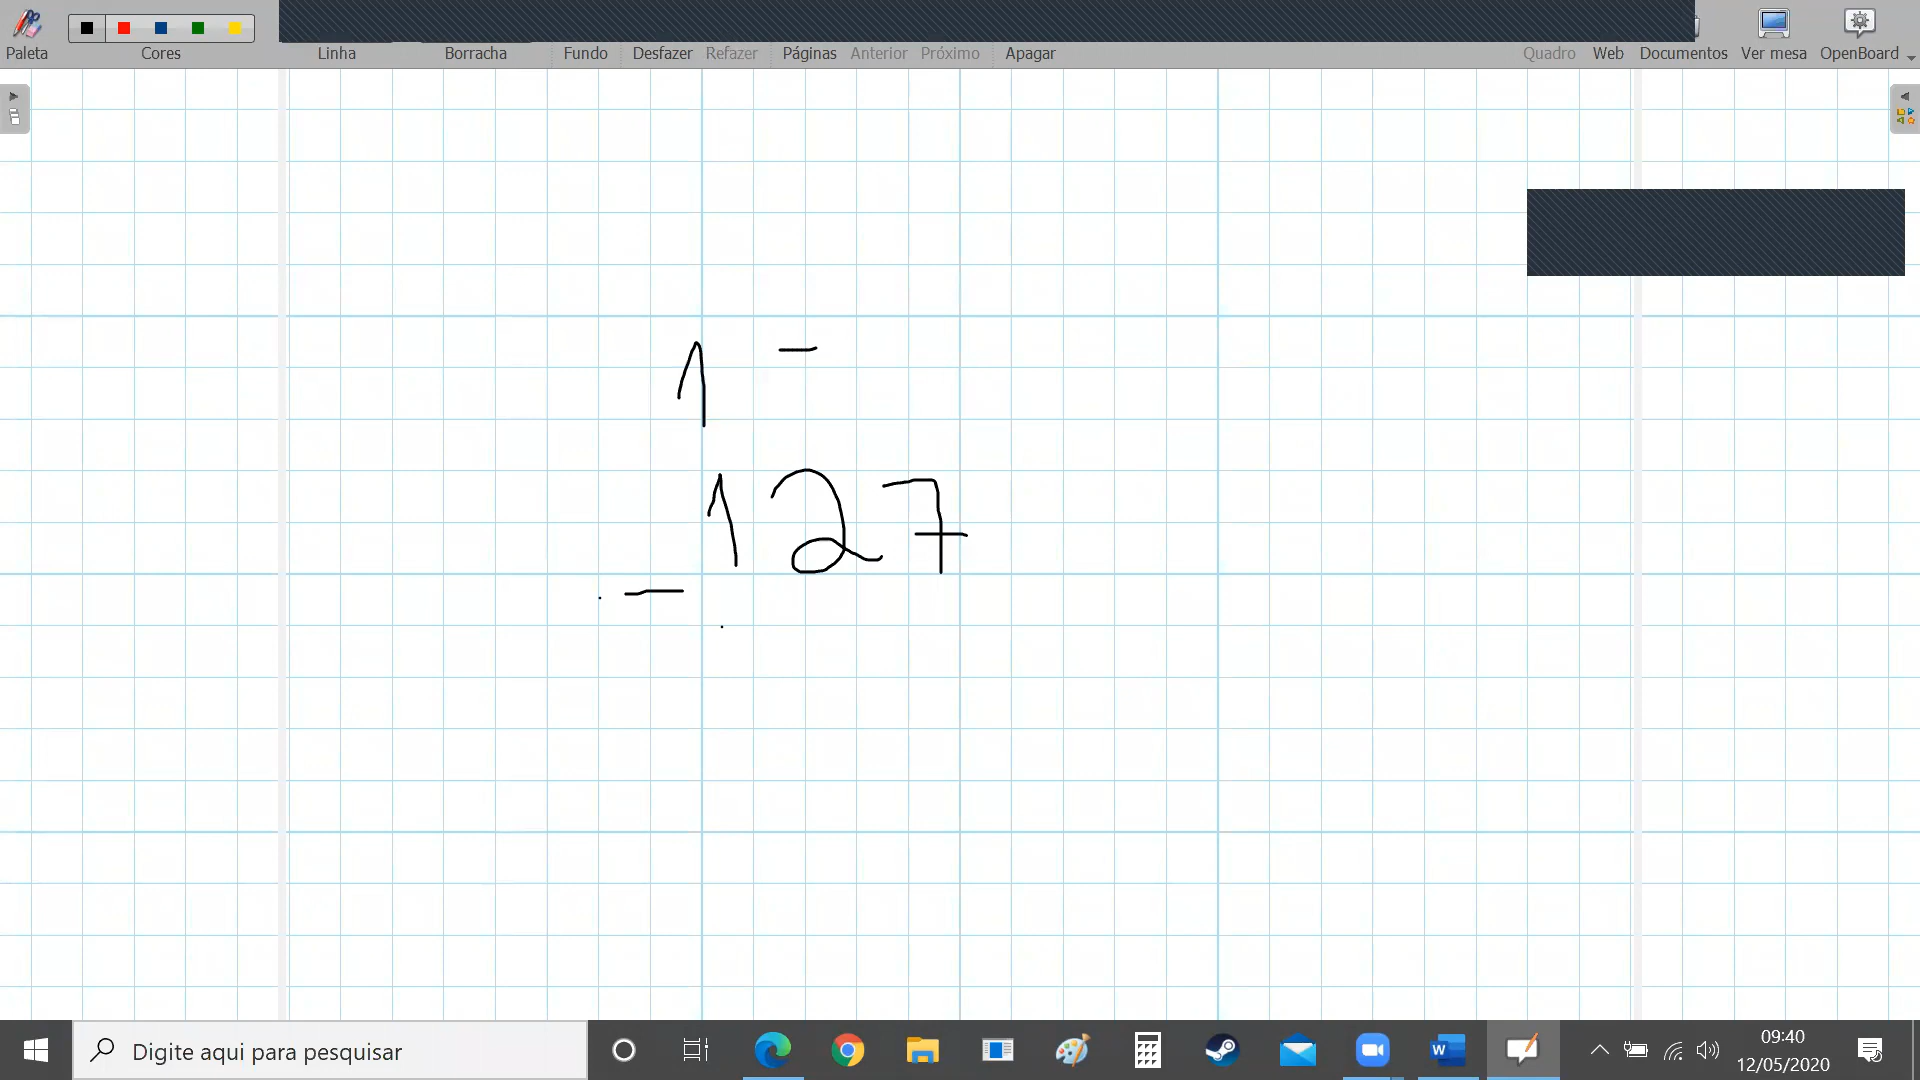 Paleta Cores Linha Borracha Fundo Desfazer Refazer Páginas Anterior Próximo Apagar Quadro Web Documentos Ver mesa OpenBoard
1 -
127
-
Digite aqui para pesquisar
09:40
12/05/2020